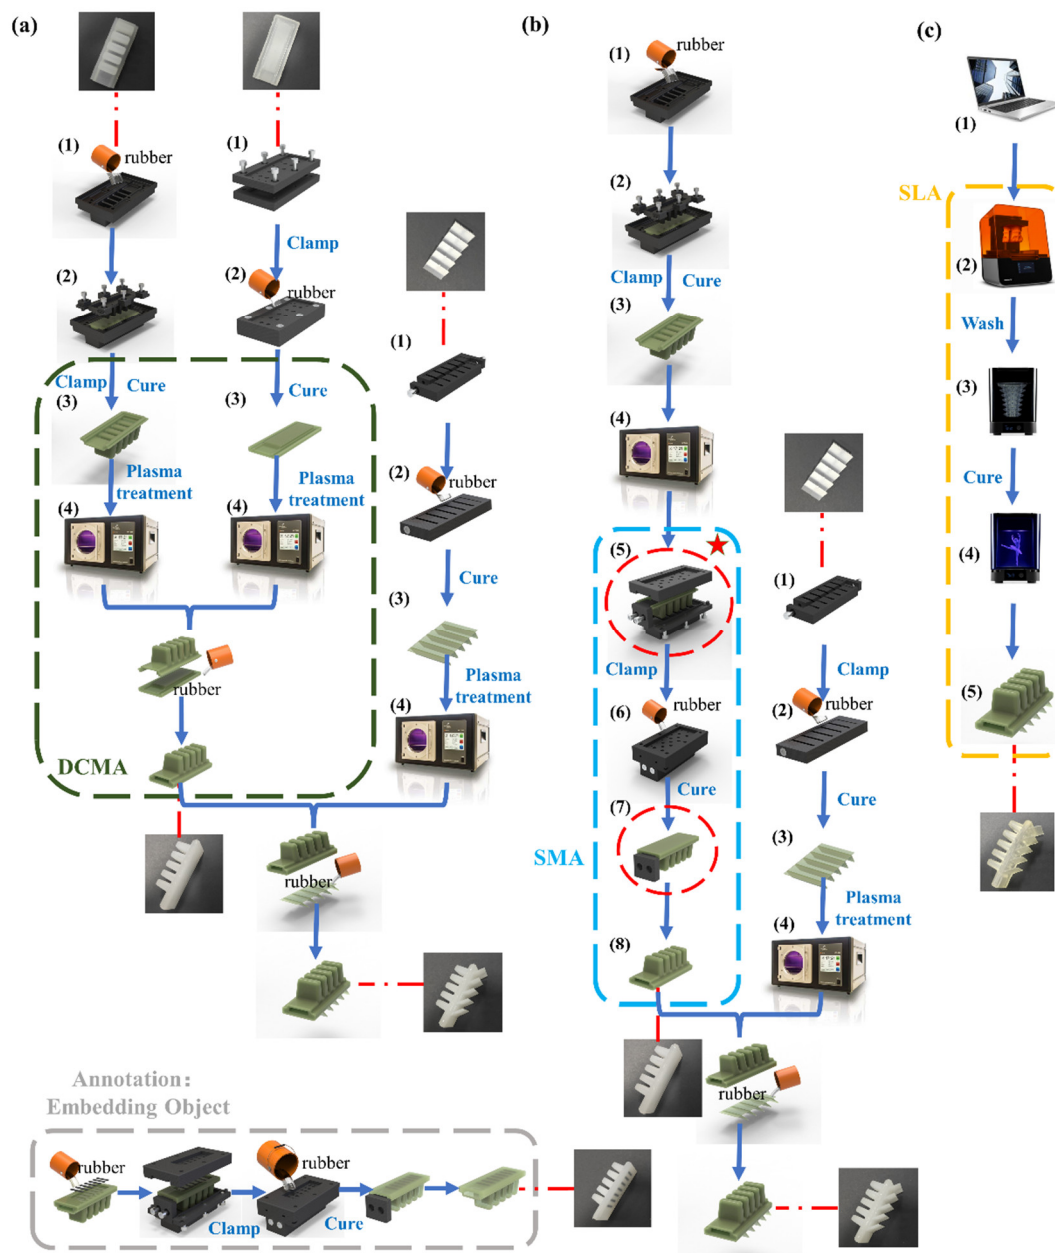 (a)
(1)
rubber
(2)
Clamp
Cure
(3)
Plasma
treatment
(4)
(1)
Clamp
(2)
rubber
Cure
(3)
Plasma
treatment
(4)
rubber
DCMA
(1)
(2)
rubber
Cure
(3)
Plasma
treatment
(4)
rubber
(b)
(1)
rubber
(2)
Clamp
Cure
(3)
(4)
(5)
Clamp
(6)
rubber
Cure
(7)
SMA
(8)
(1)
Clamp
(2)
rubber
Cure
(3)
Plasma
treatment
(4)
rubber
(c)
(1)
SLA
(2)
Wash
(3)
Cure
(4)
(5)
Annotation:
Embedding Object
rubber
Clamp
rubber
Cure